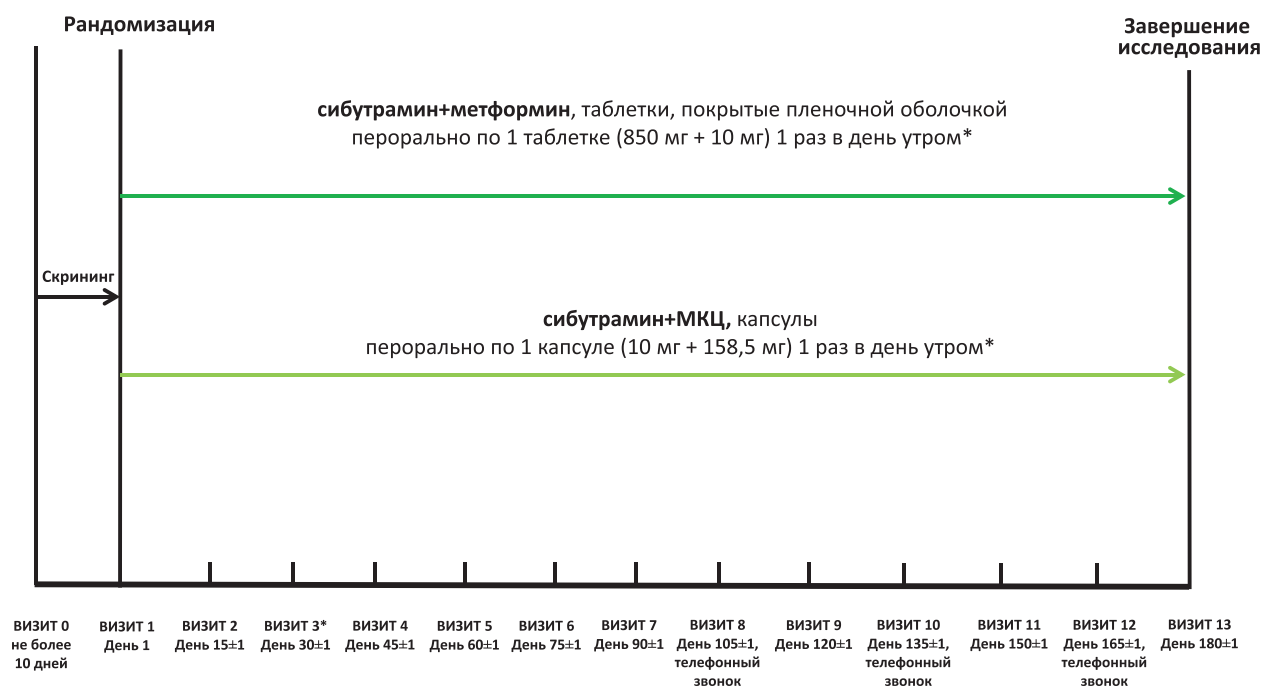 Рандомизация
Завершение
исследования
сибутрамин+метформин, таблетки, покрытые пленочной оболочкой
перорально по 1 таблетке (850 мг + 10 мг) 1 раз в день утром*
Скрининг
сибутрамин+МКЦ, капсулы
перорально по 1 капсуле (10 мг + 158,5 мг) 1 раз в день утром*
ВИЗИТ 0
не более
10 дней
ВИЗИТ 1
День 1
ВИЗИТ 2
День 15±1
ВИЗИТ 3*
День 30±1
ВИЗИТ 4
День 45±1
ВИЗИТ 5
День 60±1
ВИЗИТ 6
День 75±1
ВИЗИТ 7
День 90±1
ВИЗИТ 8
День 105±1,
телефонный
звонок
ВИЗИТ 9
День 120±1
ВИЗИТ 10
День 135±1,
телефонный
звонок
ВИЗИТ 11
День 150±1
ВИЗИТ 12
День 165±1,
телефонный
звонок
ВИЗИТ 13
День 180±1